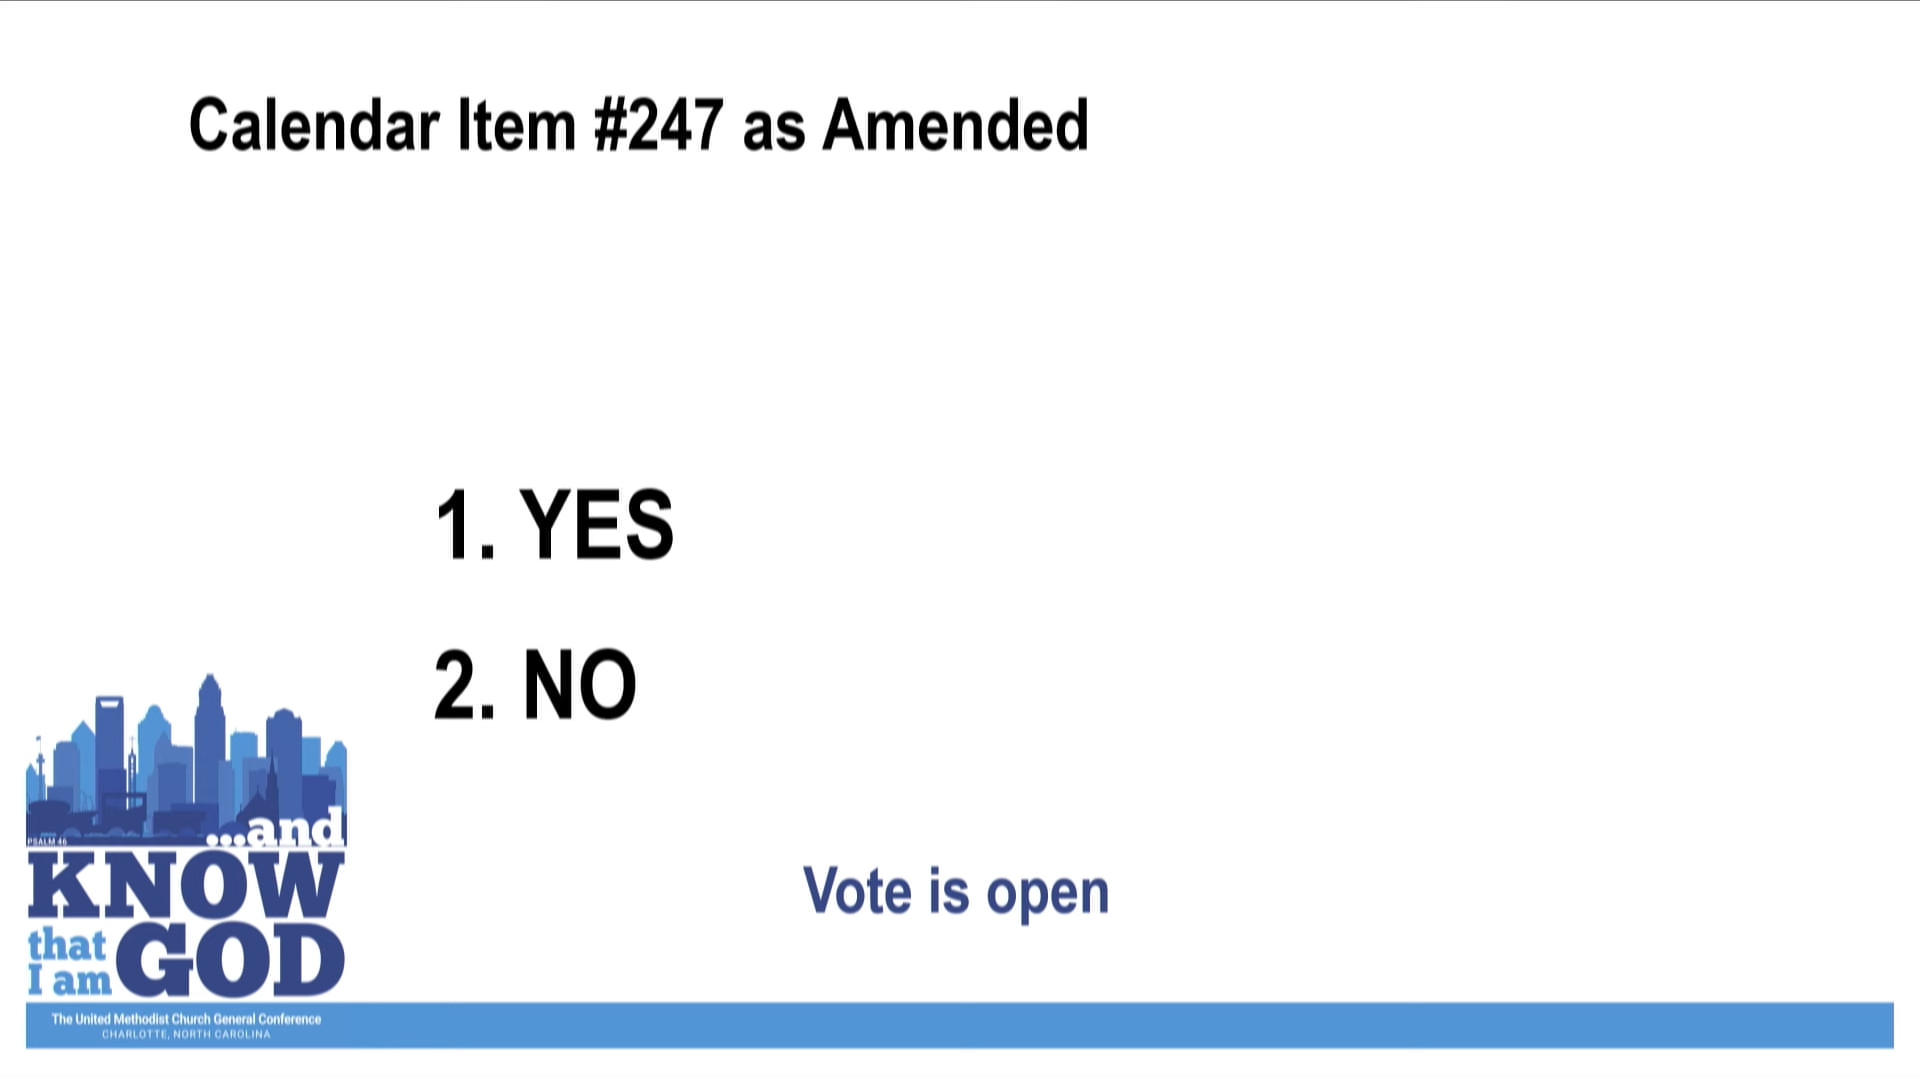 Calendar Item #247 as Amended
1. YES
2. NO
Vote is open
PSALM 46
...and
KNOW
that
I am
GOD
The United Methodist Church General Conference
CHARLOTTE, NORTH CAROLINA